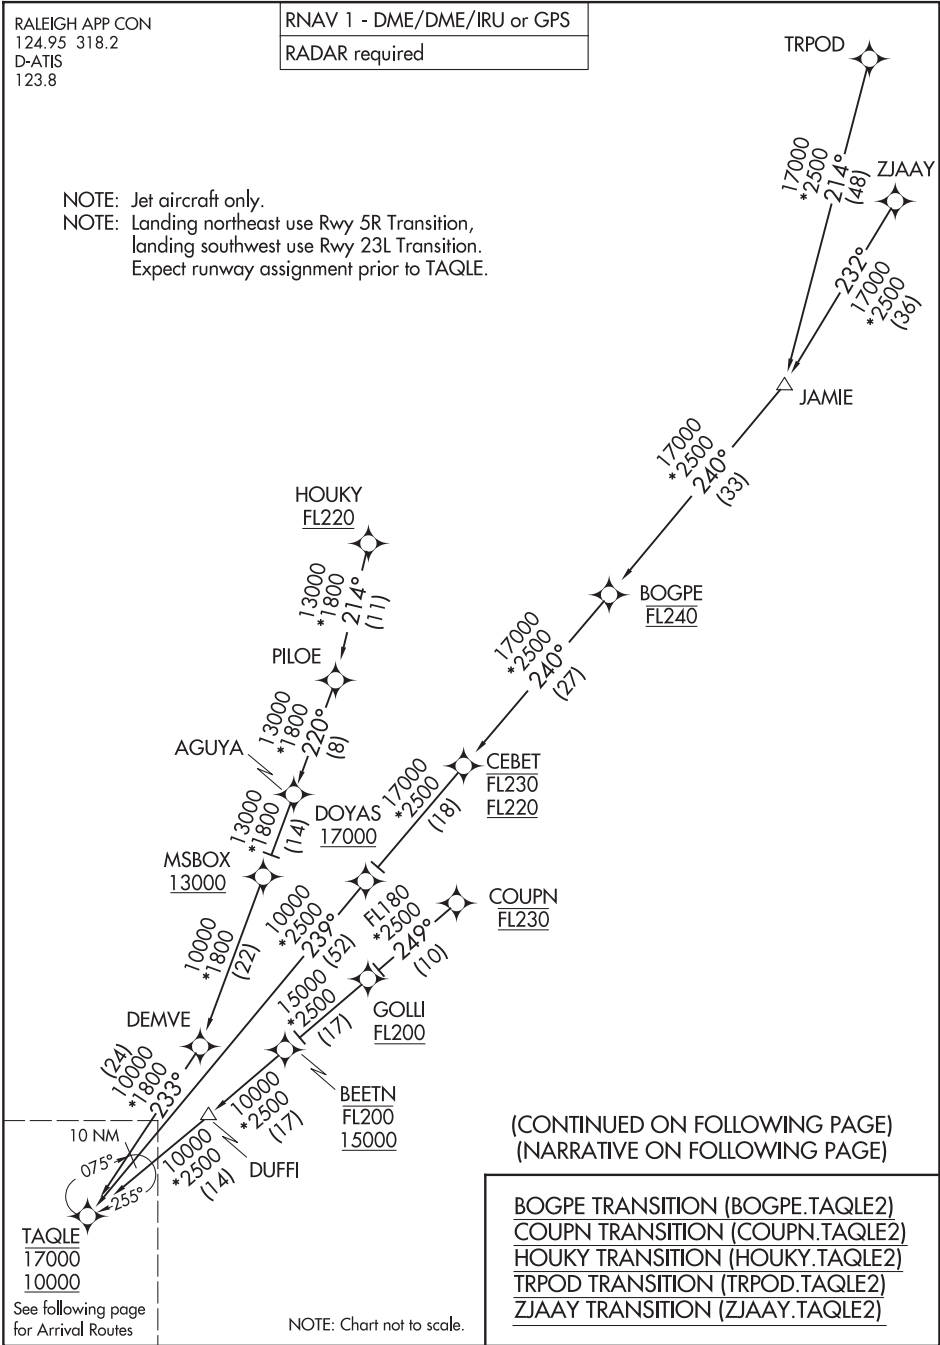 RALEIGH APP CON
124.95 318.2
D-ATIS
123.8
RNAV 1 - DME/DME/IRU or GPS
RADAR required
NOTE: Jet aircraft only.
NOTE: Landing northeast use Rwy 5R Transition,
landing southwest use Rwy 23L Transition.
Expect runway assignment prior to TAQLE.
TRPOD
17000
*2500
214°
(48)
ZJAAY
232°
17000
*2500
(36)
JAMIE
17000
*2500
240°
(33)
HOUKY
FL220
13000
*1800
214°
(11)
BOGPE
FL240
17000
*2500
240°
(27)
PILOE
13000
*1800
220°
(8)
AGUYA
CEBET
FL230
FL220
17000
*2500
(18)
13000
*1800
(14)
DOYAS
17000
MSBOX
13000
COUPN
FL230
FL180
*2500
249°
(10)
10000
*2500
239°
(52)
10000
*1800
(22)
GOLLI
FL200
15000
*2500
(17)
DEMVE
BEETN
FL200
15000
(24)
10000
*1800
233°
10000
*2500
(17)
DUFFI
10000
*2500
(14)
10 NM
075°
255°
TAQLE
17000
10000
See following page
for Arrival Routes
NOTE: Chart not to scale.
(CONTINUED ON FOLLOWING PAGE)
(NARRATIVE ON FOLLOWING PAGE)
BOGPE TRANSITION (BOGPE.TAQLE2)
COUPN TRANSITION (COUPN.TAQLE2)
HOUKY TRANSITION (HOUKY.TAQLE2)
TRPOD TRANSITION (TRPOD.TAQLE2)
ZJAAY TRANSITION (ZJAAY.TAQLE2)